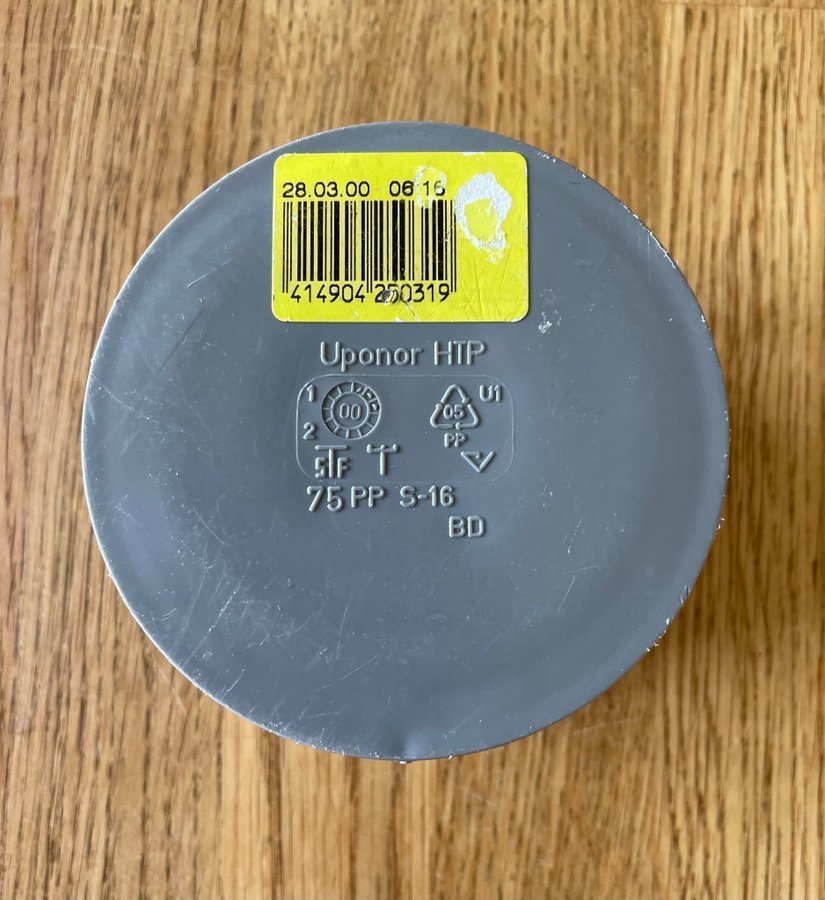 28.03.00 06:16
414904 250319
Uponor HTP
1 00 05 U1
2 PP
STF T
75 PP S-16
BD